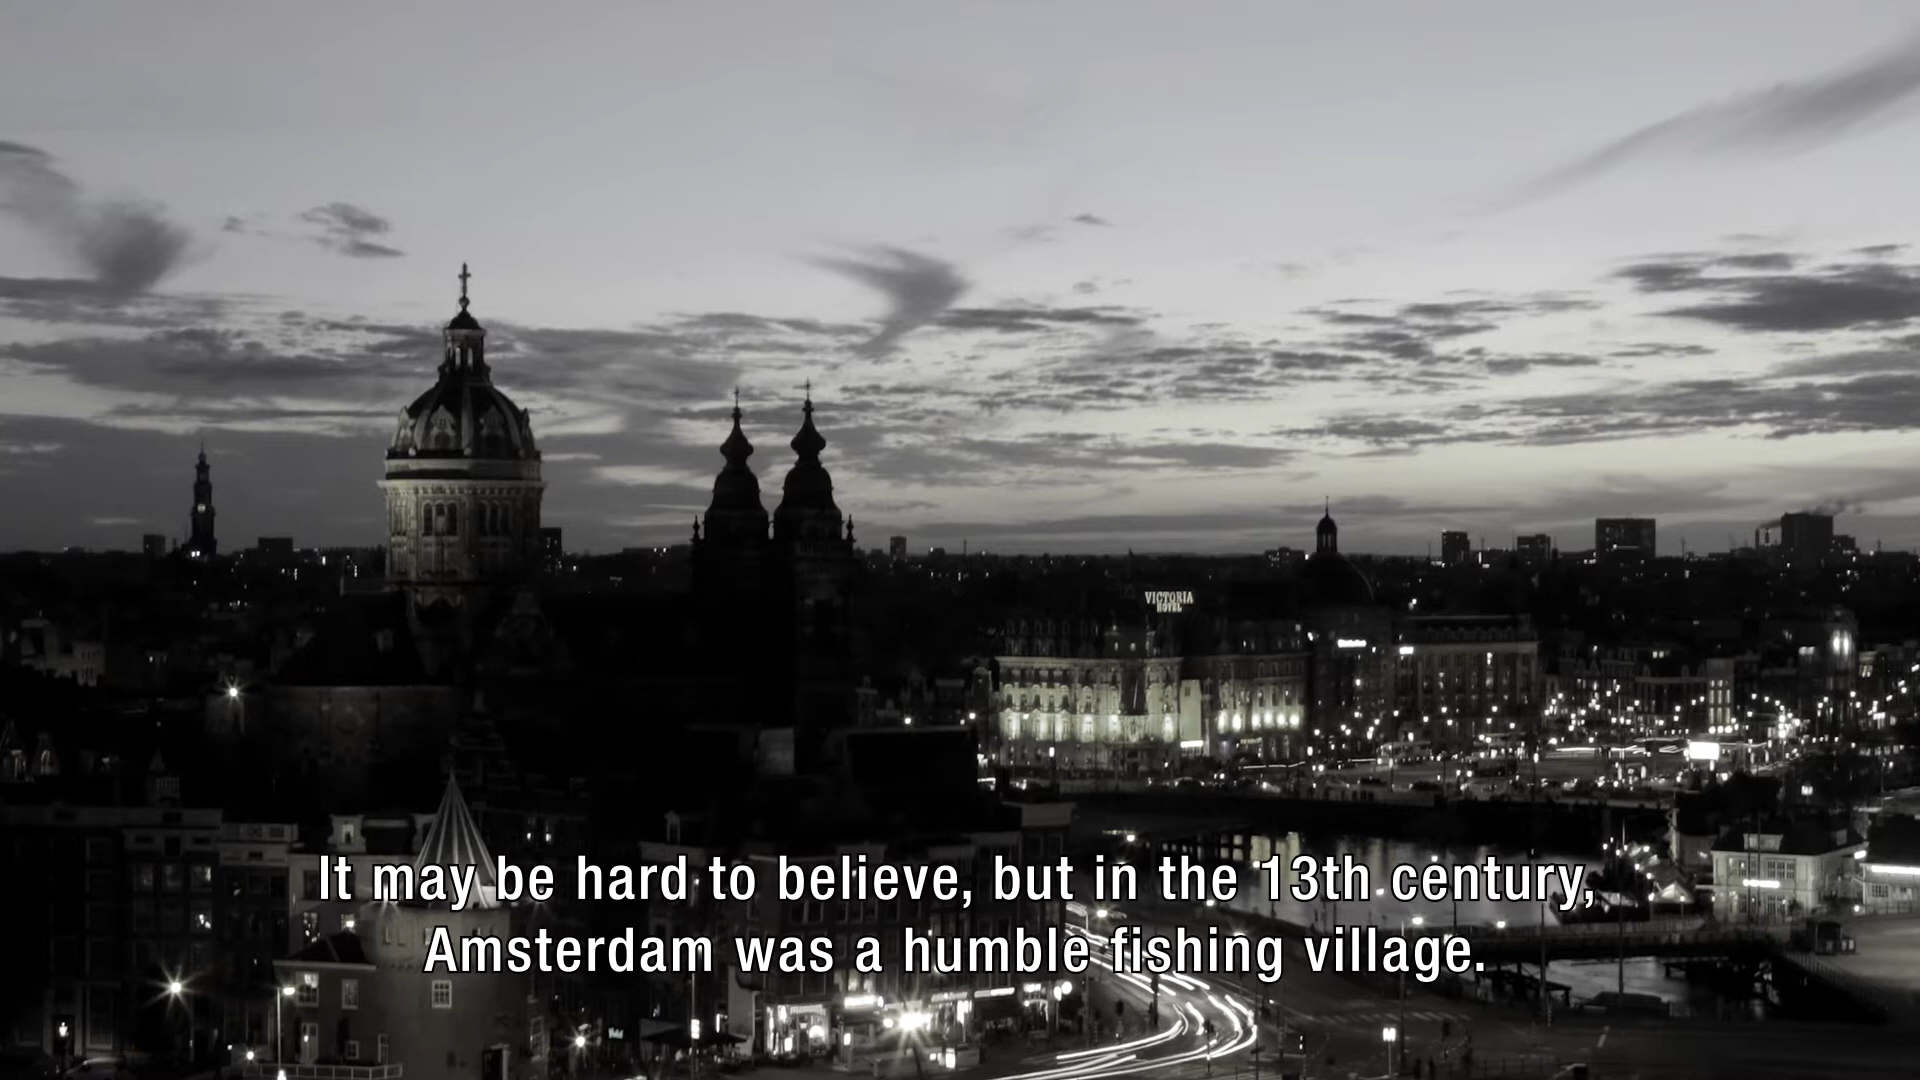 VICTORIA
HOTEL
It may be hard to believe, but in the 13th century,
Amsterdam was a humble fishing village.